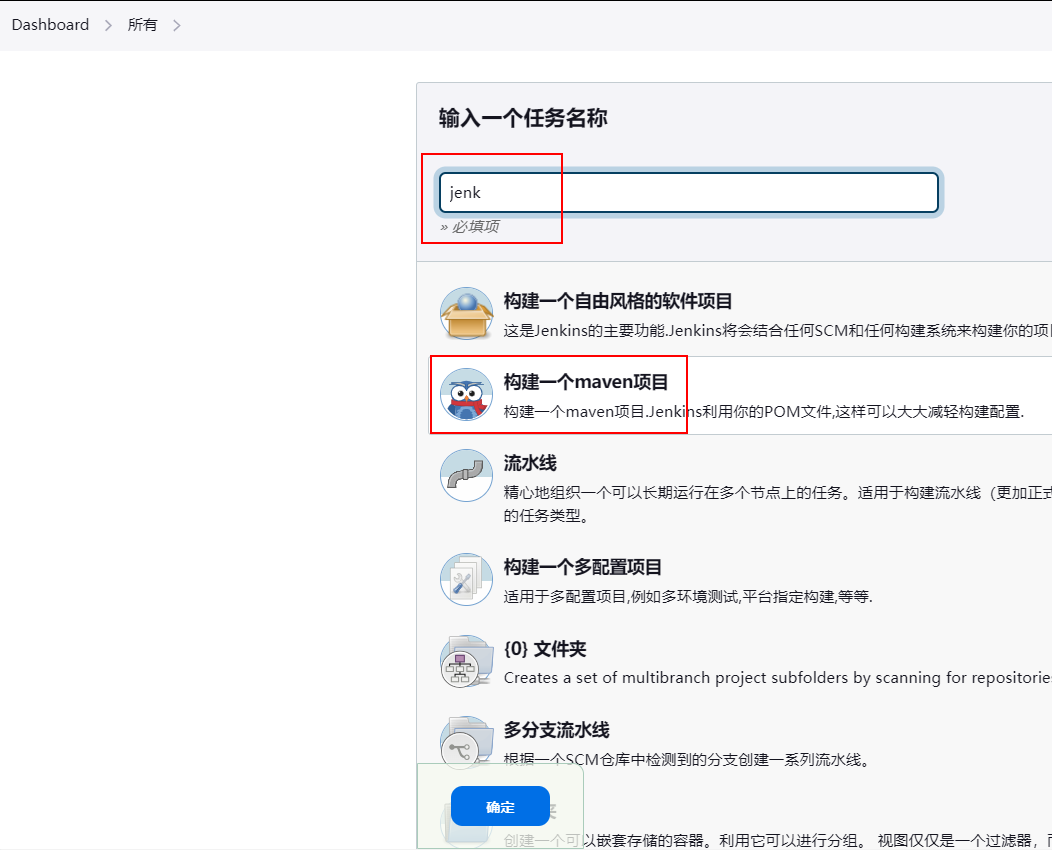 Dashboard > 所有 >
输入一个任务名称
jenk
» 必填项
构建一个自由风格的软件项目
这是Jenkins的主要功能.Jenkins将会结合任何SCM和任何构建系统来构建你的项
构建一个maven项目
构建一个maven项目.Jenkins利用你的POM文件,这样可以大大减轻构建配置.
流水线
精心地组织一个可以长期运行在多个节点上的任务。适用于构建流水线（更加正式
的任务类型。
构建一个多配置项目
适用于多配置项目,例如多环境测试,平台指定构建,等等.
{0} 文件夹
Creates a set of multibranch project subfolders by scanning for repositories
多分支流水线
根据一个SCM仓库中检测到的分支创建一系列流水线。
确定
创建一个可以嵌套存储的容器。利用它可以进行分组。 视图仅仅是一个过滤器，